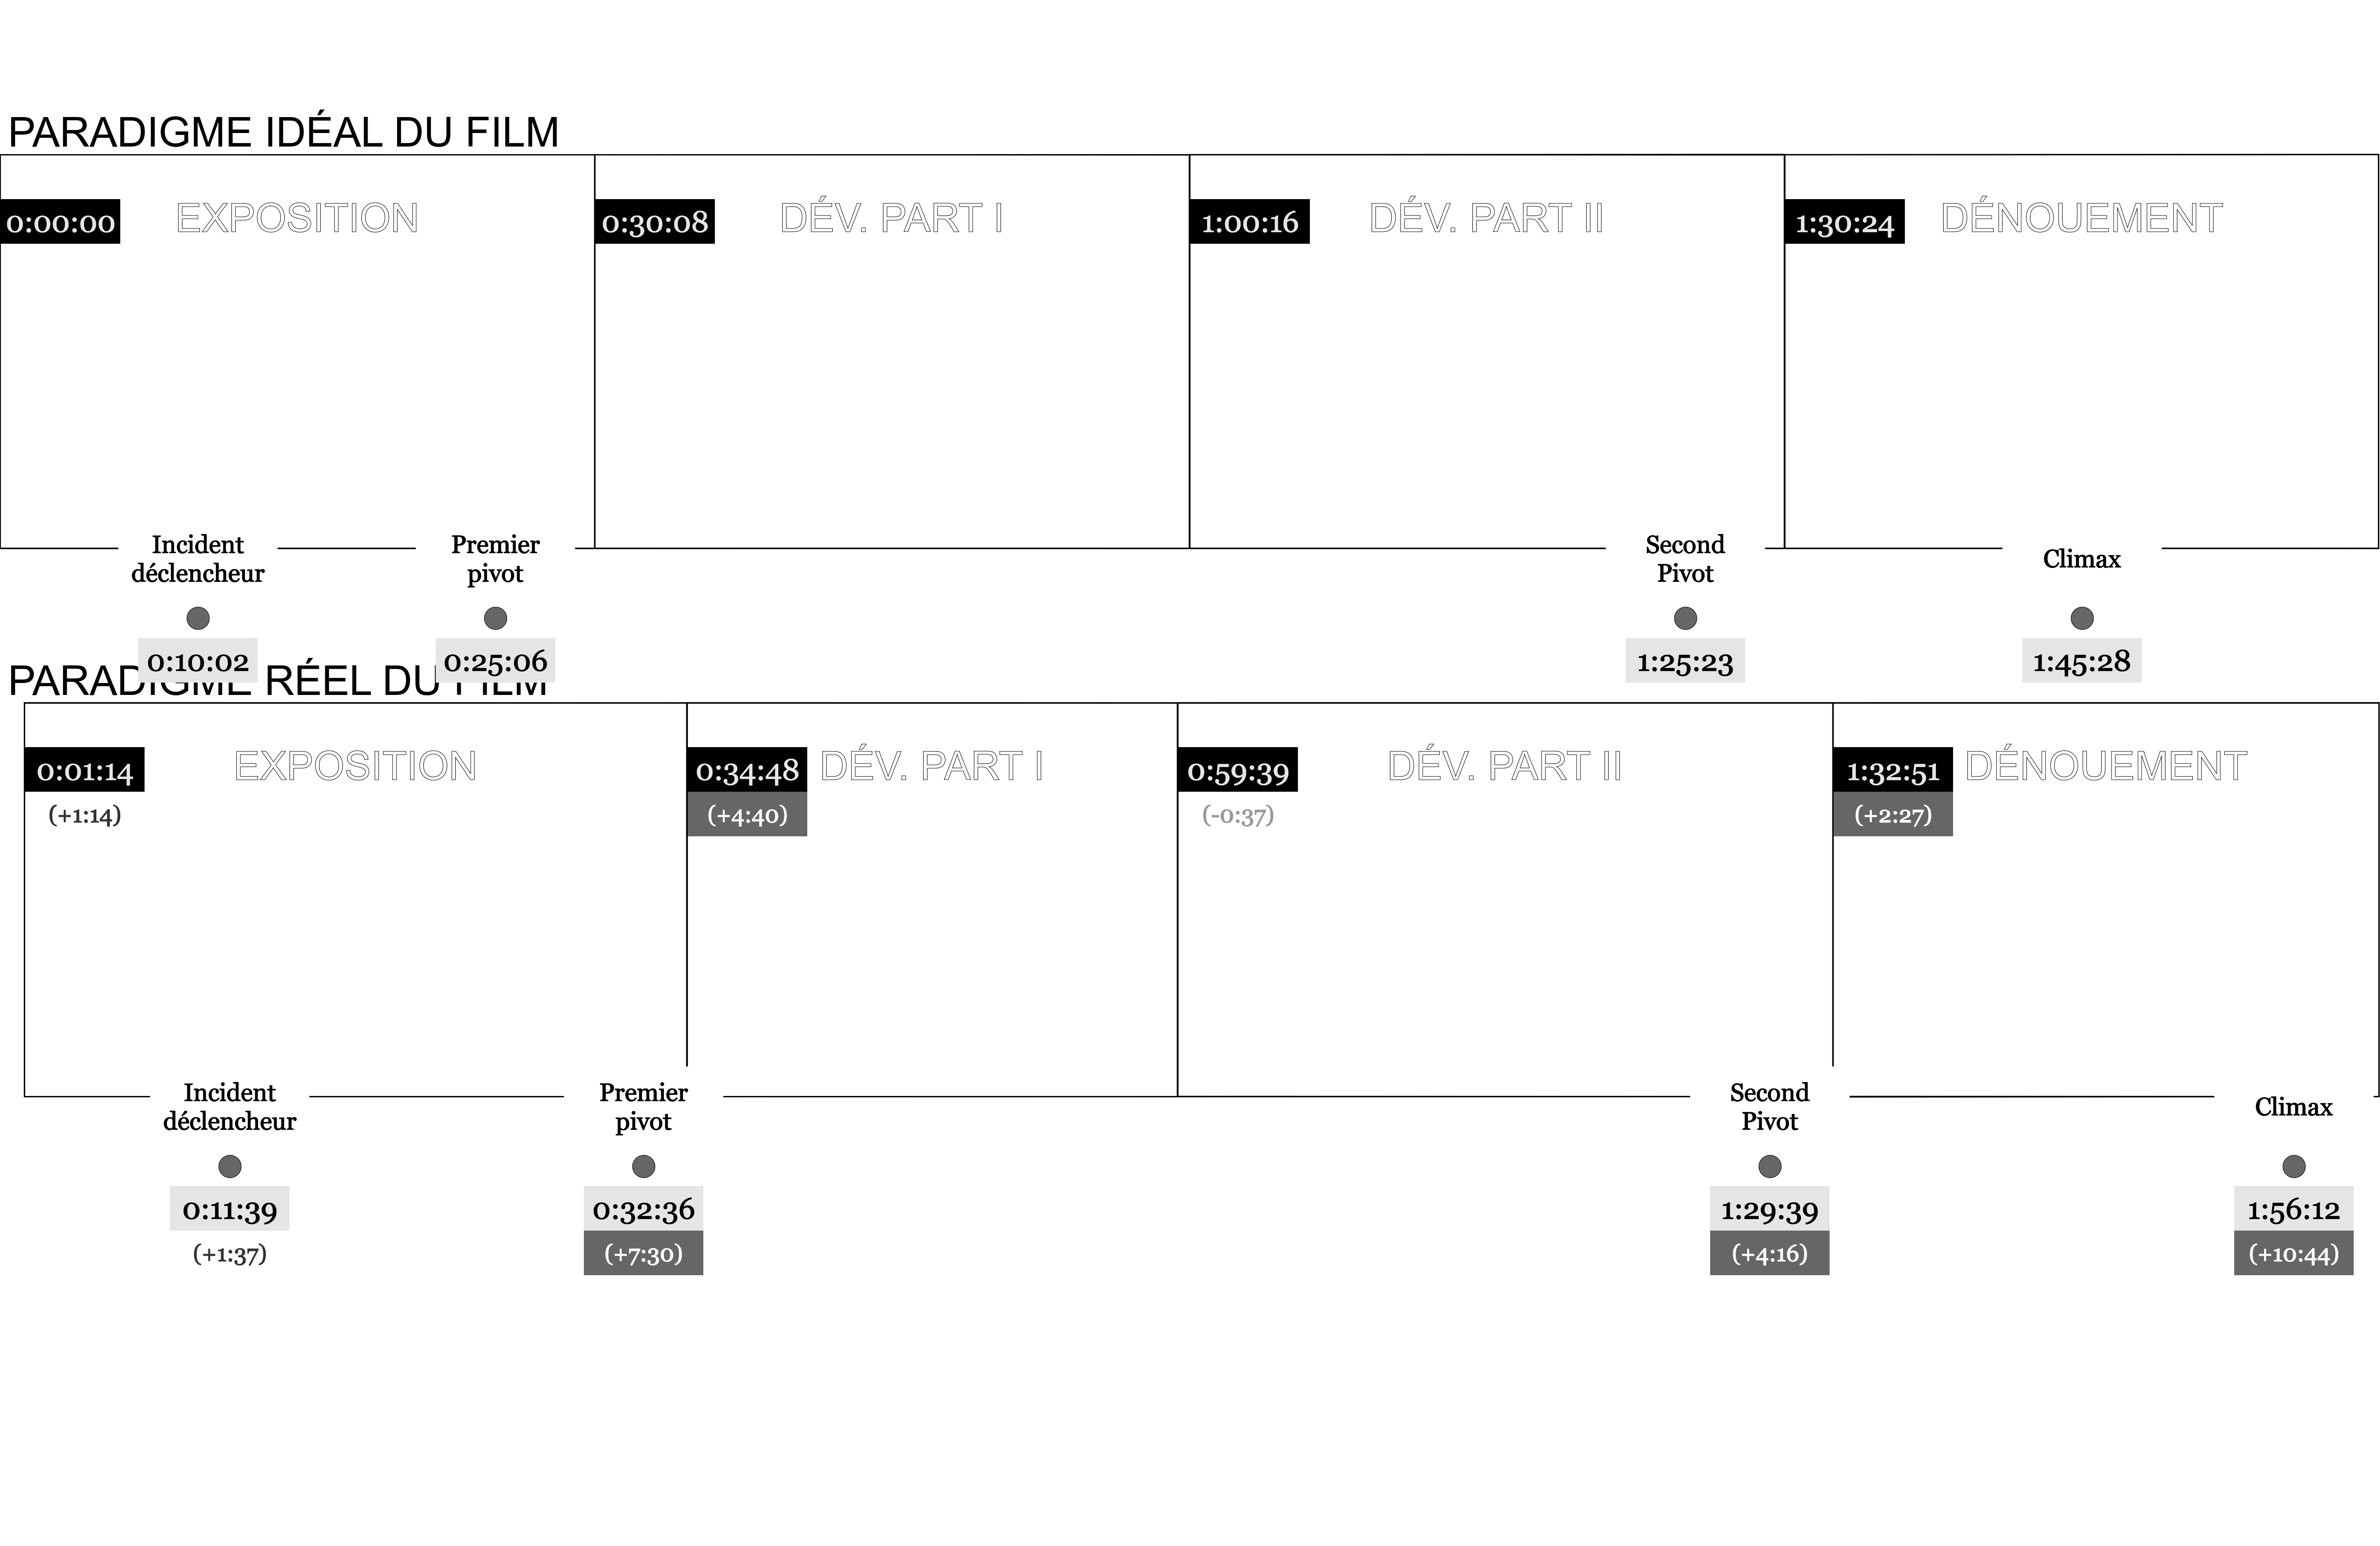 PARADIGME IDÉAL DU FILM
0:00:00 EXPOSITION 0:30:08 DÉV. PART I 1:00:16 DÉV. PART II 1:30:24 DÉNOUEMENT
Incident
déclencheur
0:10:02
Premier
pivot
0:25:06
Second
Pivot
1:25:23
Climax
1:45:28
PARADIGME RÉEL DU FILM
0:01:14 EXPOSITION 0:34:48 DÉV. PART I 0:59:39 DÉV. PART II 1:32:51 DÉNOUEMENT
(+1:14) (+4:40) (-0:37) (+2:27)
Incident
déclencheur
0:11:39
(+1:37)
Premier
pivot
0:32:36
(+7:30)
Second
Pivot
1:29:39
(+4:16)
Climax
1:56:12
(+10:44)